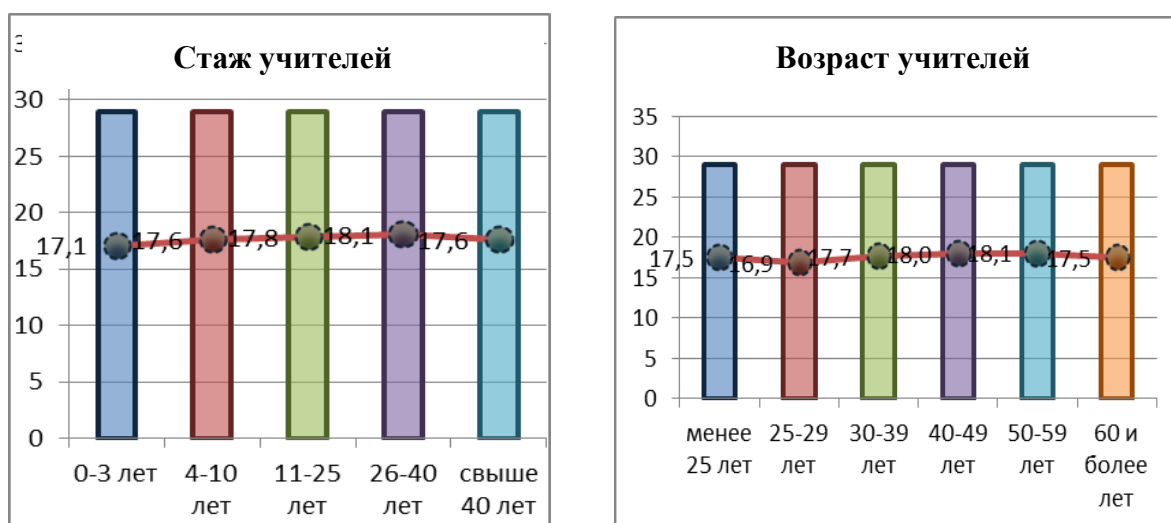 Стаж учителей
30
25
20
15
10
5
0
17,1 17,6 17,8 18,1 17,6
0-3 лет 4-10 лет 11-25 лет 26-40 лет свыше 40 лет
Возраст учителей
35
30
25
20
15
10
5
0
17,5 16,9 17,7 18,0 18,1 17,5
менее 25 лет 25-29 лет 30-39 лет 40-49 лет 50-59 лет 60 и более лет